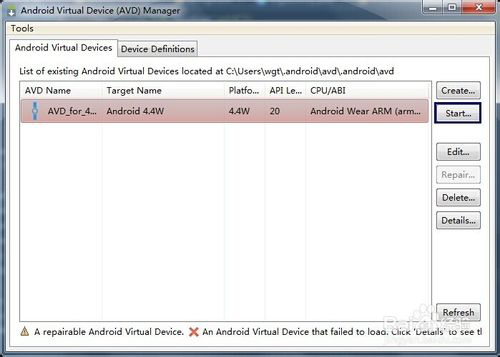 Android Virtual Device (AVD) Manager
Tools
Android Virtual Devices Device Definitions
List of existing Android Virtual Devices located at C:\Users\wgt\.android\avd\.android\avd
AVD Name Target Name Platfo... API Le... CPU/ABI
AVD_for_4... Android 4.4W 4.4W 20 Android Wear ARM (arm...
Create...
Start...
Edit...
Repair...
Delete...
Details...
Refresh
A repairable Android Virtual Device. An Android Virtual Device that failed to load. Click 'Details' to see tl